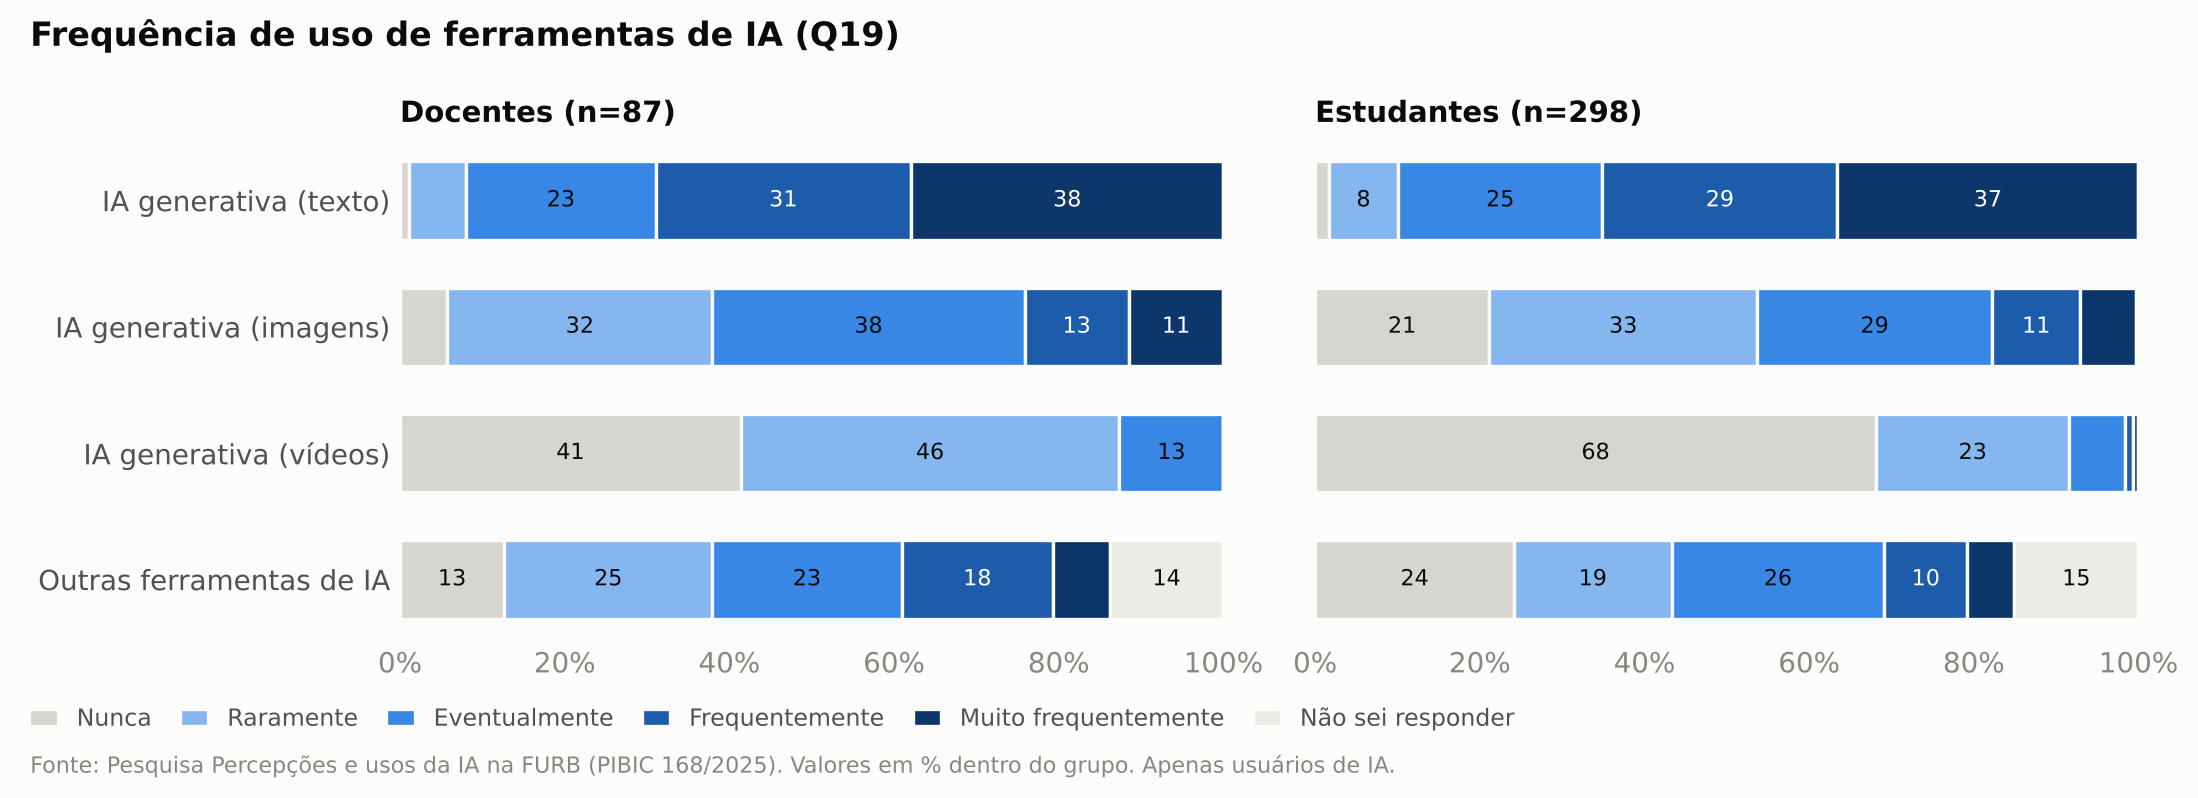 Frequência de uso de ferramentas de IA (Q19)
Docentes (n=87)
Estudantes (n=298)
IA generativa (texto)
23 31 38
8 25 29 37
IA generativa (imagens)
32 38 13 11
21 33 29 11
IA generativa (vídeos)
41 46 13
68 23
Outras ferramentas de IA
13 25 23 18 14
24 19 26 10 15
0% 20% 40% 60% 80% 100%
0% 20% 40% 60% 80% 100%
Nunca Raramente Eventualmente Frequentemente Muito frequentemente Não sei responder
Fonte: Pesquisa Percepções e usos da IA na FURB (PIBIC 168/2025). Valores em % dentro do grupo. Apenas usuários de IA.